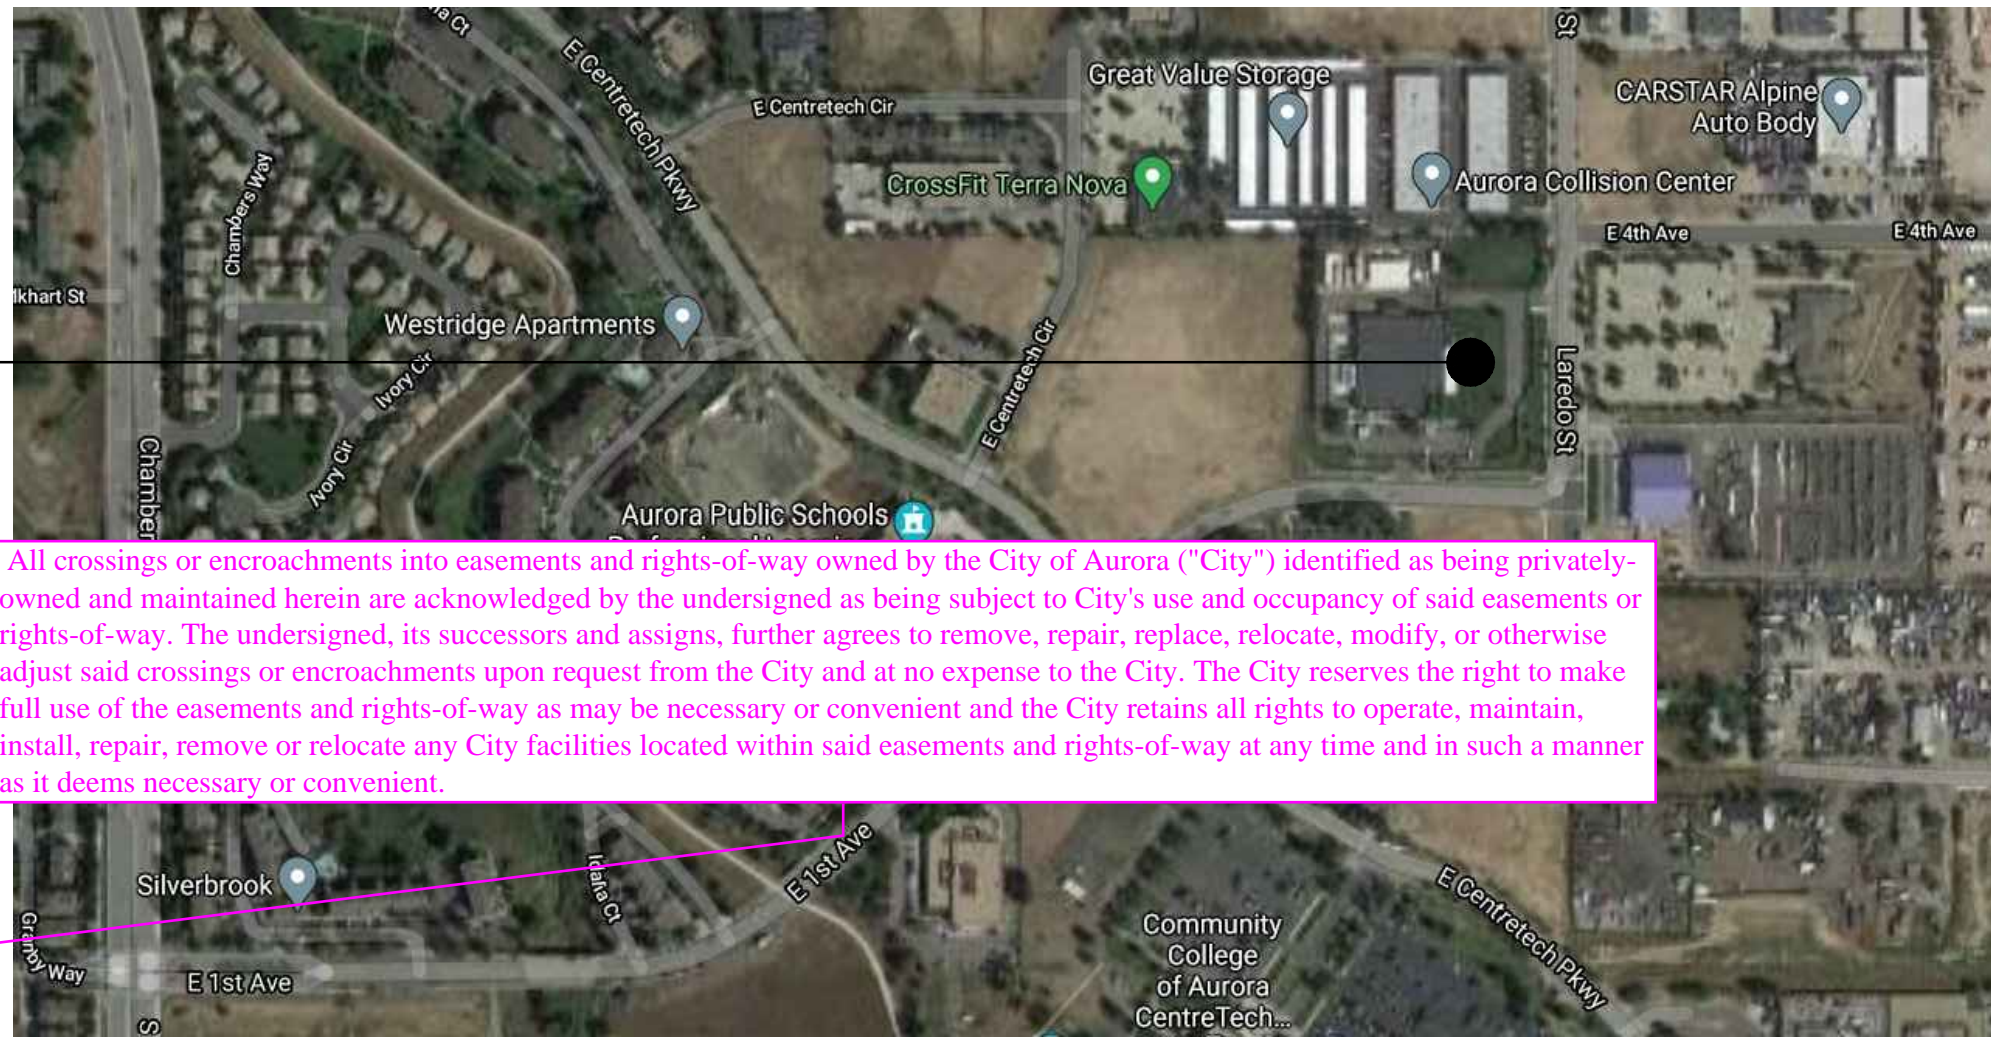 St
E Centretech Pkwy
Great Value Storage
CARSTAR Alpine
Auto Body
E Centretech Cir
CrossFit Terra Nova
Aurora Collision Center
Chambers Way
E 4th Ave
E 4th Ave
lkhart St
Westridge Apartments
Ivory Cir
E Centretech Cir
Laredo St
Ivory Cir
Chamber
Aurora Public Schools
All crossings or encroachments into easements and rights-of-way owned by the City of Aurora ("City") identified as being privately-
owned and maintained herein are acknowledged by the undersigned as being subject to City's use and occupancy of said easements or
rights-of-way. The undersigned, its successors and assigns, further agrees to remove, repair, replace, relocate, modify, or otherwise
adjust said crossings or encroachments upon request from the City and at no expense to the City. The City reserves the right to make
full use of the easements and rights-of-way as may be necessary or convenient and the City retains all rights to operate, maintain,
install, repair, remove or relocate any City facilities located within said easements and rights-of-way at any time and in such a manner
as it deems necessary or convenient.
E 1st Ave
Silverbrook
Idalia Ct
E Centretech Pkwy
Granby Way
E 1st Ave
Community
College
of Aurora
CentreTech...
S